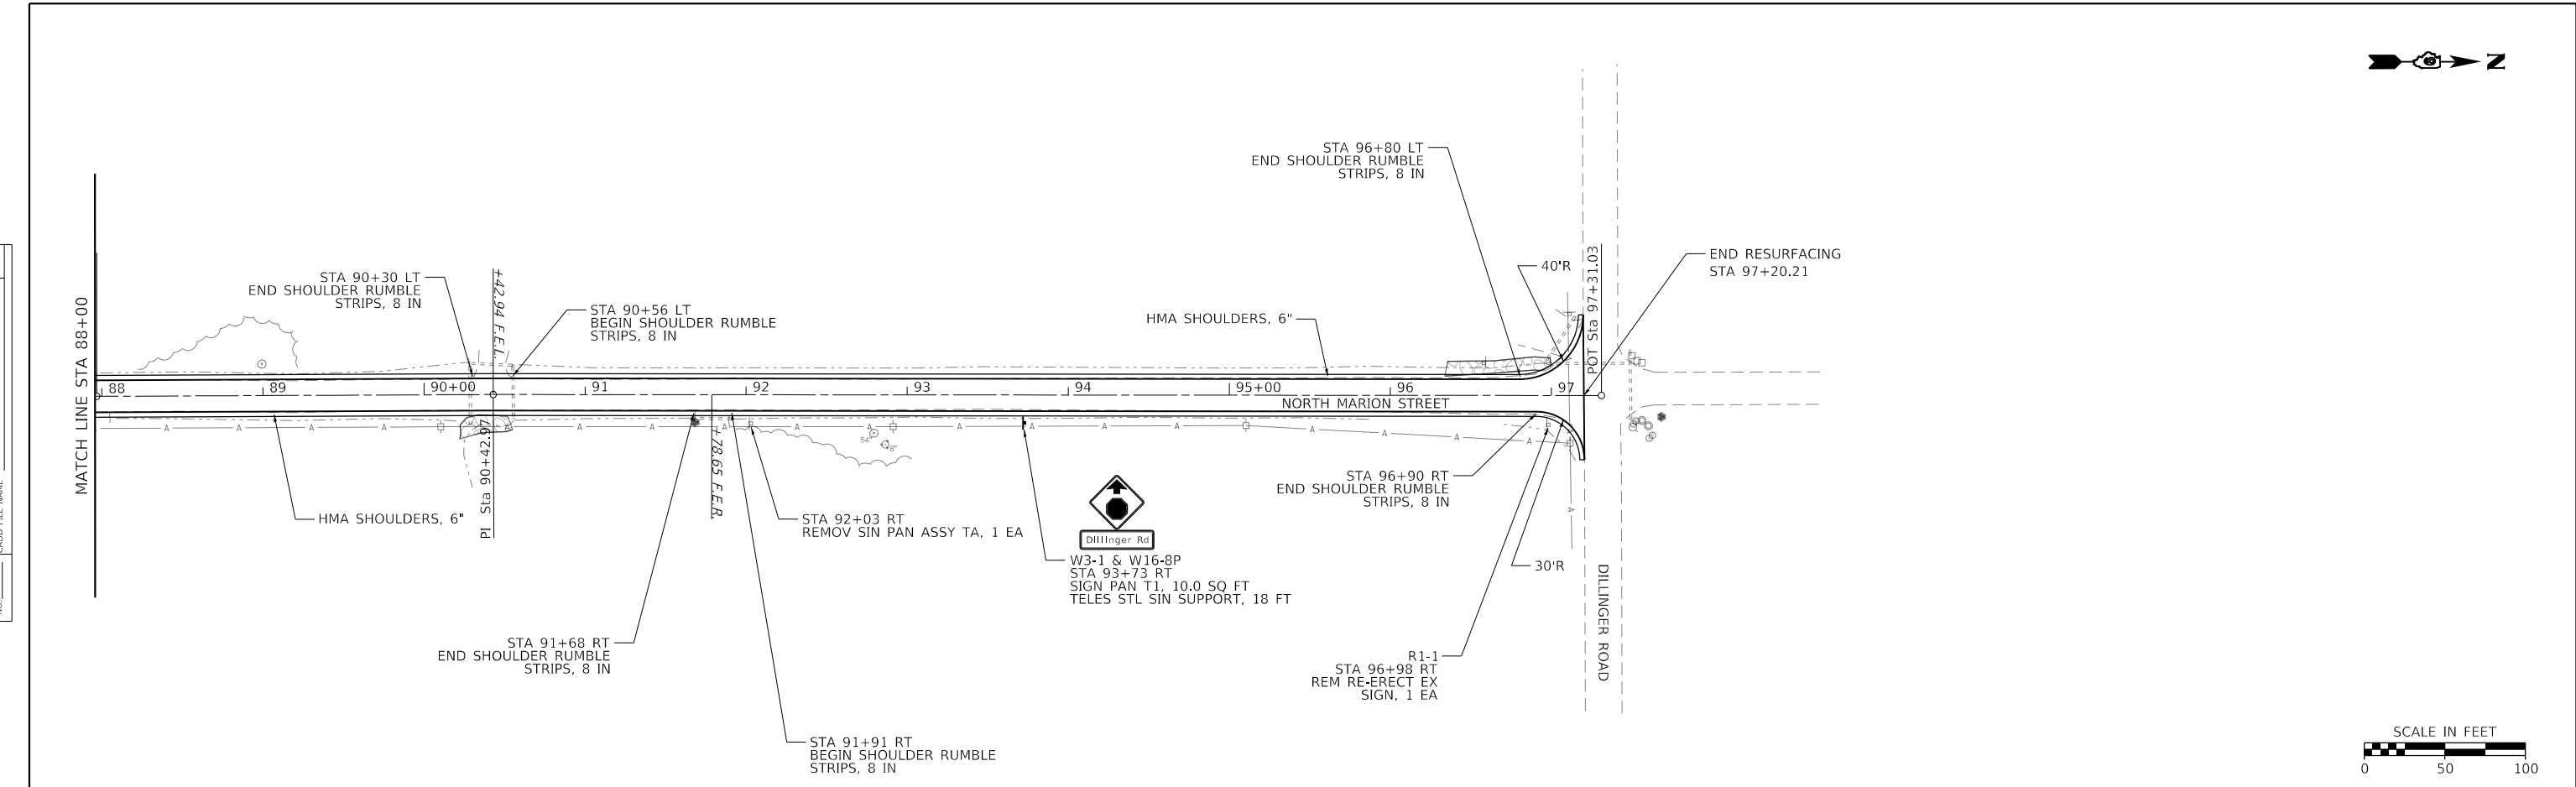 N
STA 96+80 LT
END SHOULDER RUMBLE
STRIPS, 8 IN
MATCH LINE STA 88+00
STA 90+30 LT
END SHOULDER RUMBLE
STRIPS, 8 IN
+42.94 F.E.L.
STA 90+56 LT
BEGIN SHOULDER RUMBLE
STRIPS, 8 IN
HMA SHOULDERS, 6"
40'R
POT Sta 97+31.03
END RESURFACING
STA 97+20.21
88
89
90+00
91
92
93
94
95+00
96
97
NORTH MARION STREET
A A A A A A A A A A A A A A A A A A A
54"
8"
HMA SHOULDERS, 6"
PI Sta 90+42.97
+78.65 F.E.R.
STA 92+03 RT
REMOV SIN PAN ASSY TA, 1 EA
Dillinger Rd
W3-1 & W16-8P
STA 93+73 RT
SIGN PAN T1, 10.0 SQ FT
TELES STL SIN SUPPORT, 18 FT
STA 96+90 RT
END SHOULDER RUMBLE
STRIPS, 8 IN
30'R
DILLINGER ROAD
STA 91+68 RT
END SHOULDER RUMBLE
STRIPS, 8 IN
R1-1
STA 96+98 RT
REM RE-ERECT EX
SIGN, 1 EA
STA 91+91 RT
BEGIN SHOULDER RUMBLE
STRIPS, 8 IN
SCALE IN FEET
0 50 100